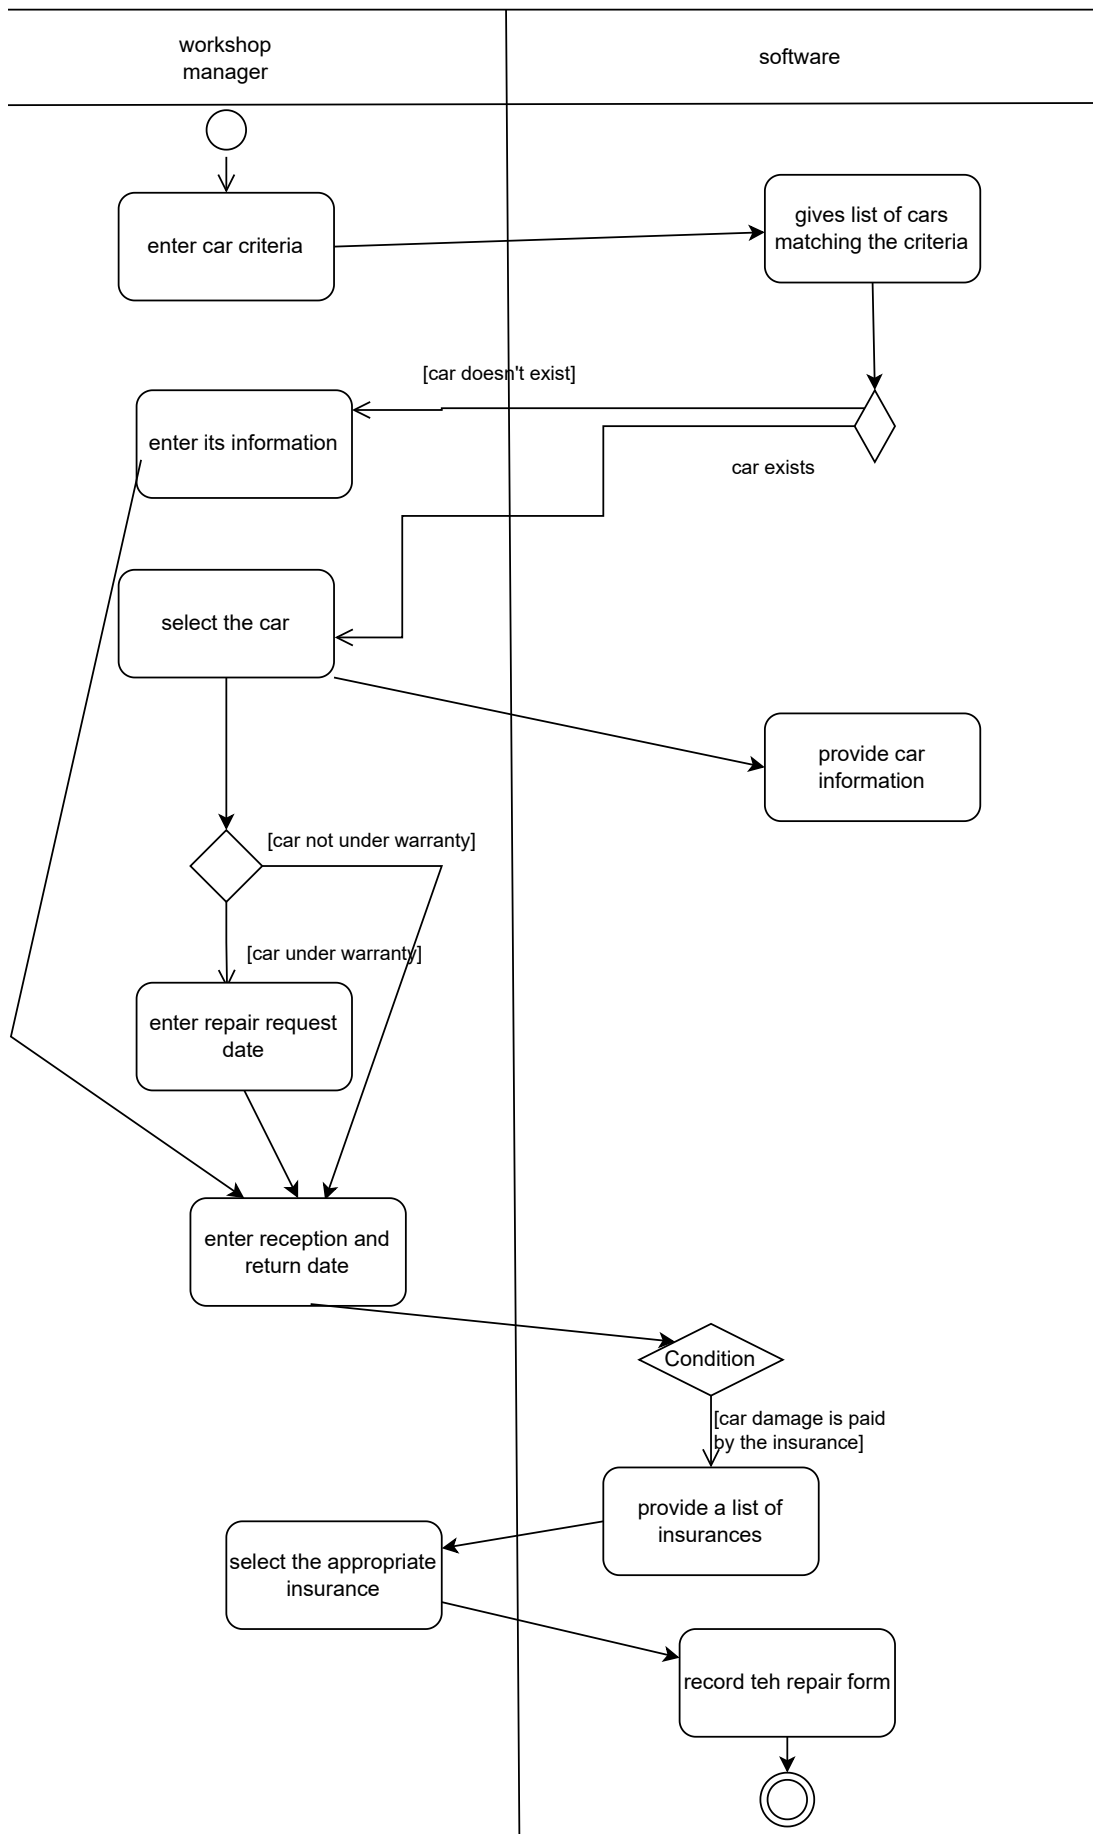 workshop
manager
software
enter car criteria
gives list of cars
matching the criteria
[car doesn't exist]
enter its information
car exists
select the car
provide car
information
[car not under warranty]
[car under warranty]
enter repair request
date
enter reception and
return date
Condition
[car damage is paid
by the insurance]
provide a list of
insurances
select the appropriate
insurance
record teh repair form